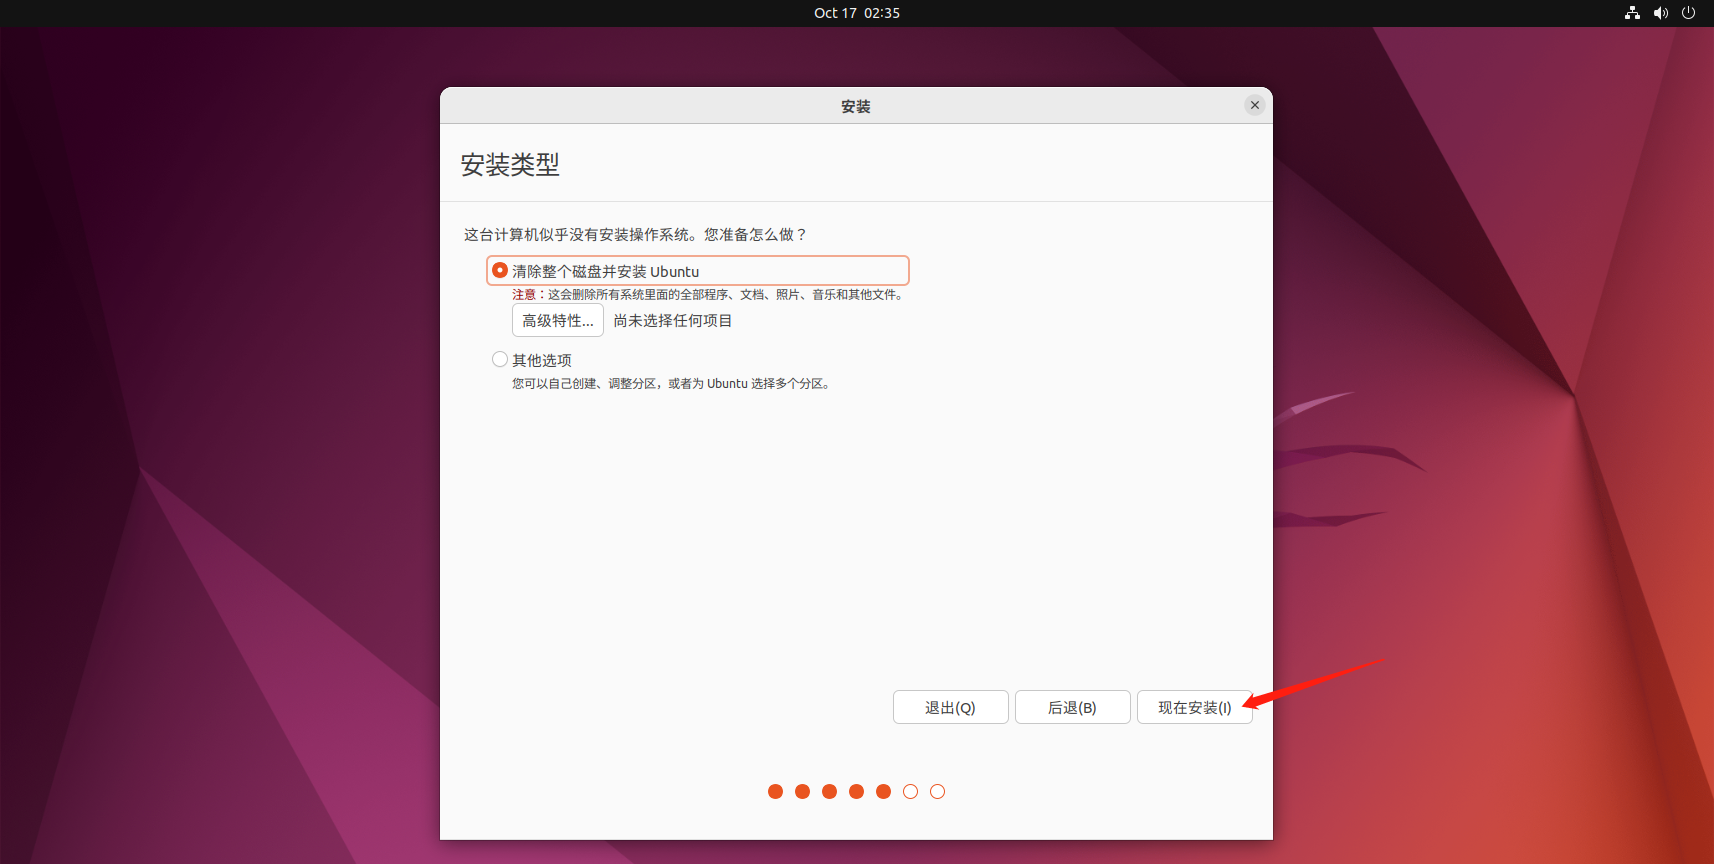 Oct 17 02:35
安装
安装类型
这台计算机似乎没有安装操作系统。您准备怎么做？
清除整个磁盘并安装 Ubuntu
注意：这会删除所有系统里面的全部程序、文档、照片、音乐和其他文件。
高级特性... 尚未选择任何项目
其他选项
您可以自己创建、调整分区，或者为 Ubuntu 选择多个分区。
退出(Q) 后退(B) 现在安装(I)